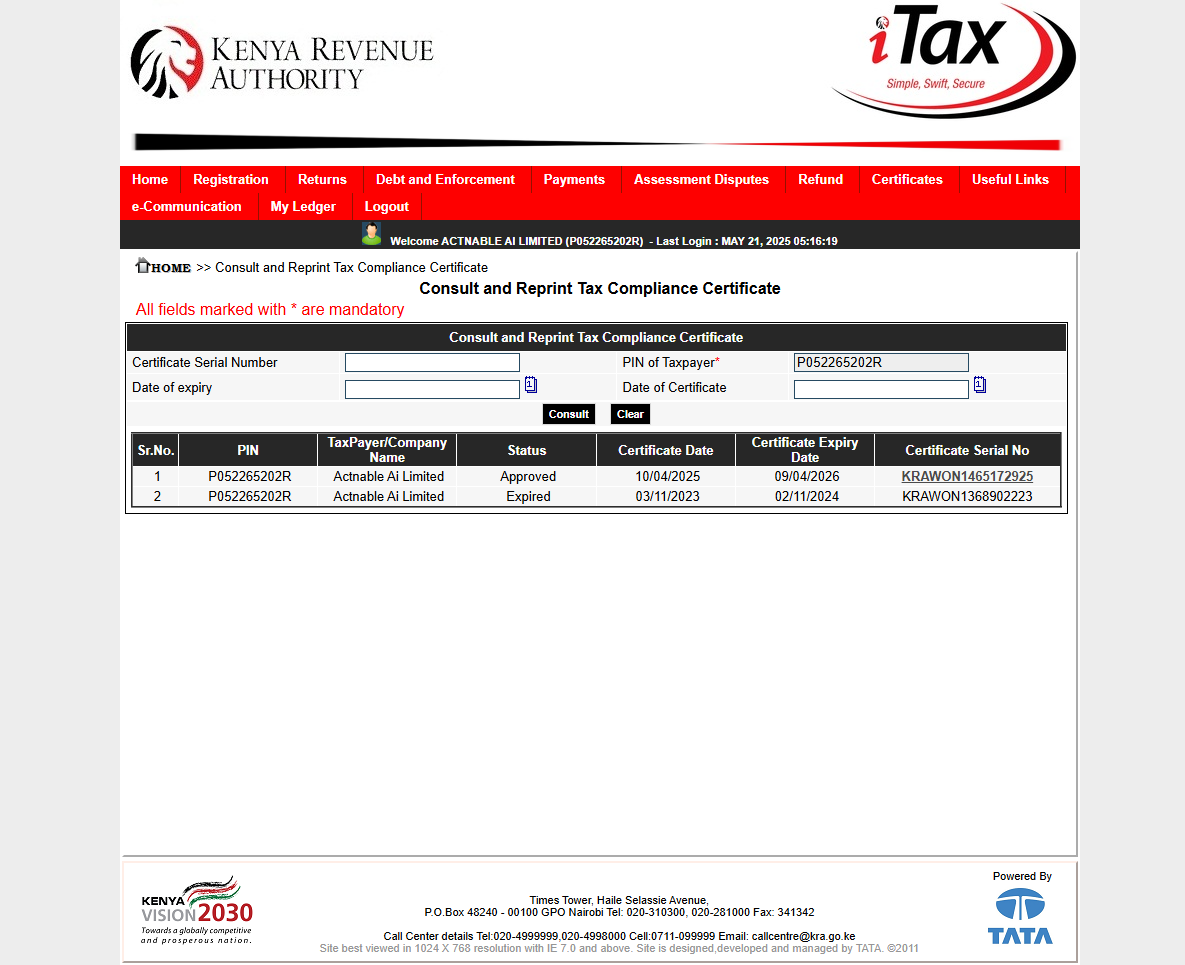 KENYA REVENUE
AUTHORITY
iTax
Simple, Swift, Secure
Home Registration Returns Debt and Enforcement Payments Assessment Disputes Refund Certificates Useful Links
e-Communication My Ledger Logout
Welcome ACTNABLE AI LIMITED (P052265202R) - Last Login : MAY 21, 2025 05:16:19
HOME >> Consult and Reprint Tax Compliance Certificate
Consult and Reprint Tax Compliance Certificate
All fields marked with * are mandatory
Consult and Reprint Tax Compliance Certificate
Certificate Serial Number PIN of Taxpayer* P052265202R
Date of expiry 1 Date of Certificate 1
Consult Clear
Sr.No. PIN TaxPayer/Company Name Status Certificate Date Certificate Expiry Date Certificate Serial No
1 P052265202R Actnable Ai Limited Approved 10/04/2025 09/04/2026 KRAWON1465172925
2 P052265202R Actnable Ai Limited Expired 03/11/2023 02/11/2024 KRAWON1368902223
KENYA
VISION 2030
Towards a globally competitive
and prosperous nation.
Times Tower, Haile Selassie Avenue,
P.O.Box 48240 - 00100 GPO Nairobi Tel: 020-310300, 020-281000 Fax: 341342
Call Center details Tel:020-4999999,020-4998000 Cell:0711-099999 Email: callcentre@kra.go.ke
Site best viewed in 1024 X 768 resolution with IE 7.0 and above. Site is designed,developed and managed by TATA. ©2011
Powered By
TATA